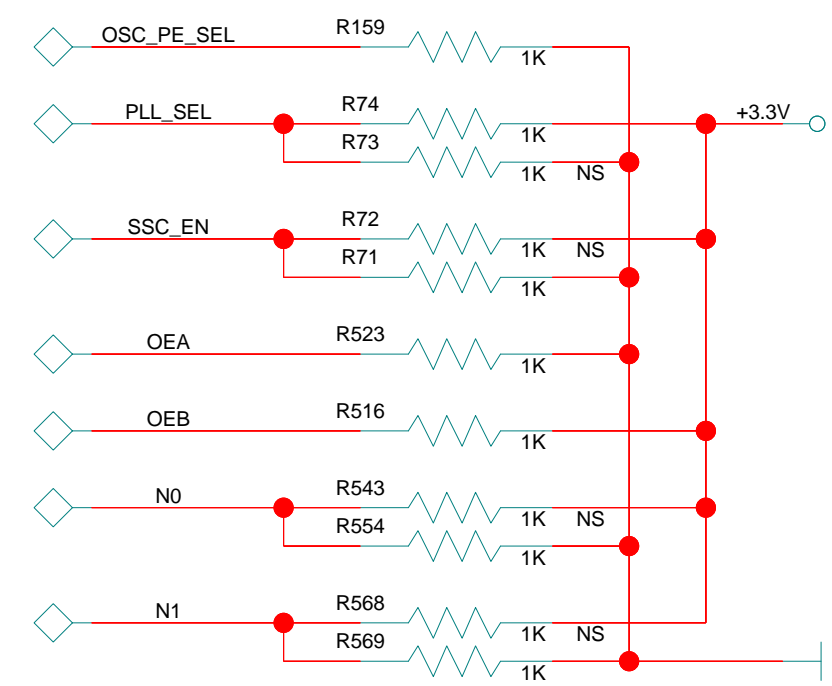 OSC_PE_SEL R159 1K
PLL_SEL R74 1K +3.3V
R73 1K NS
SSC_EN R72 1K NS
R71 1K
OEA R523 1K
OEB R516 1K
N0 R543 1K NS
R554 1K
N1 R568 1K NS
R569 1K